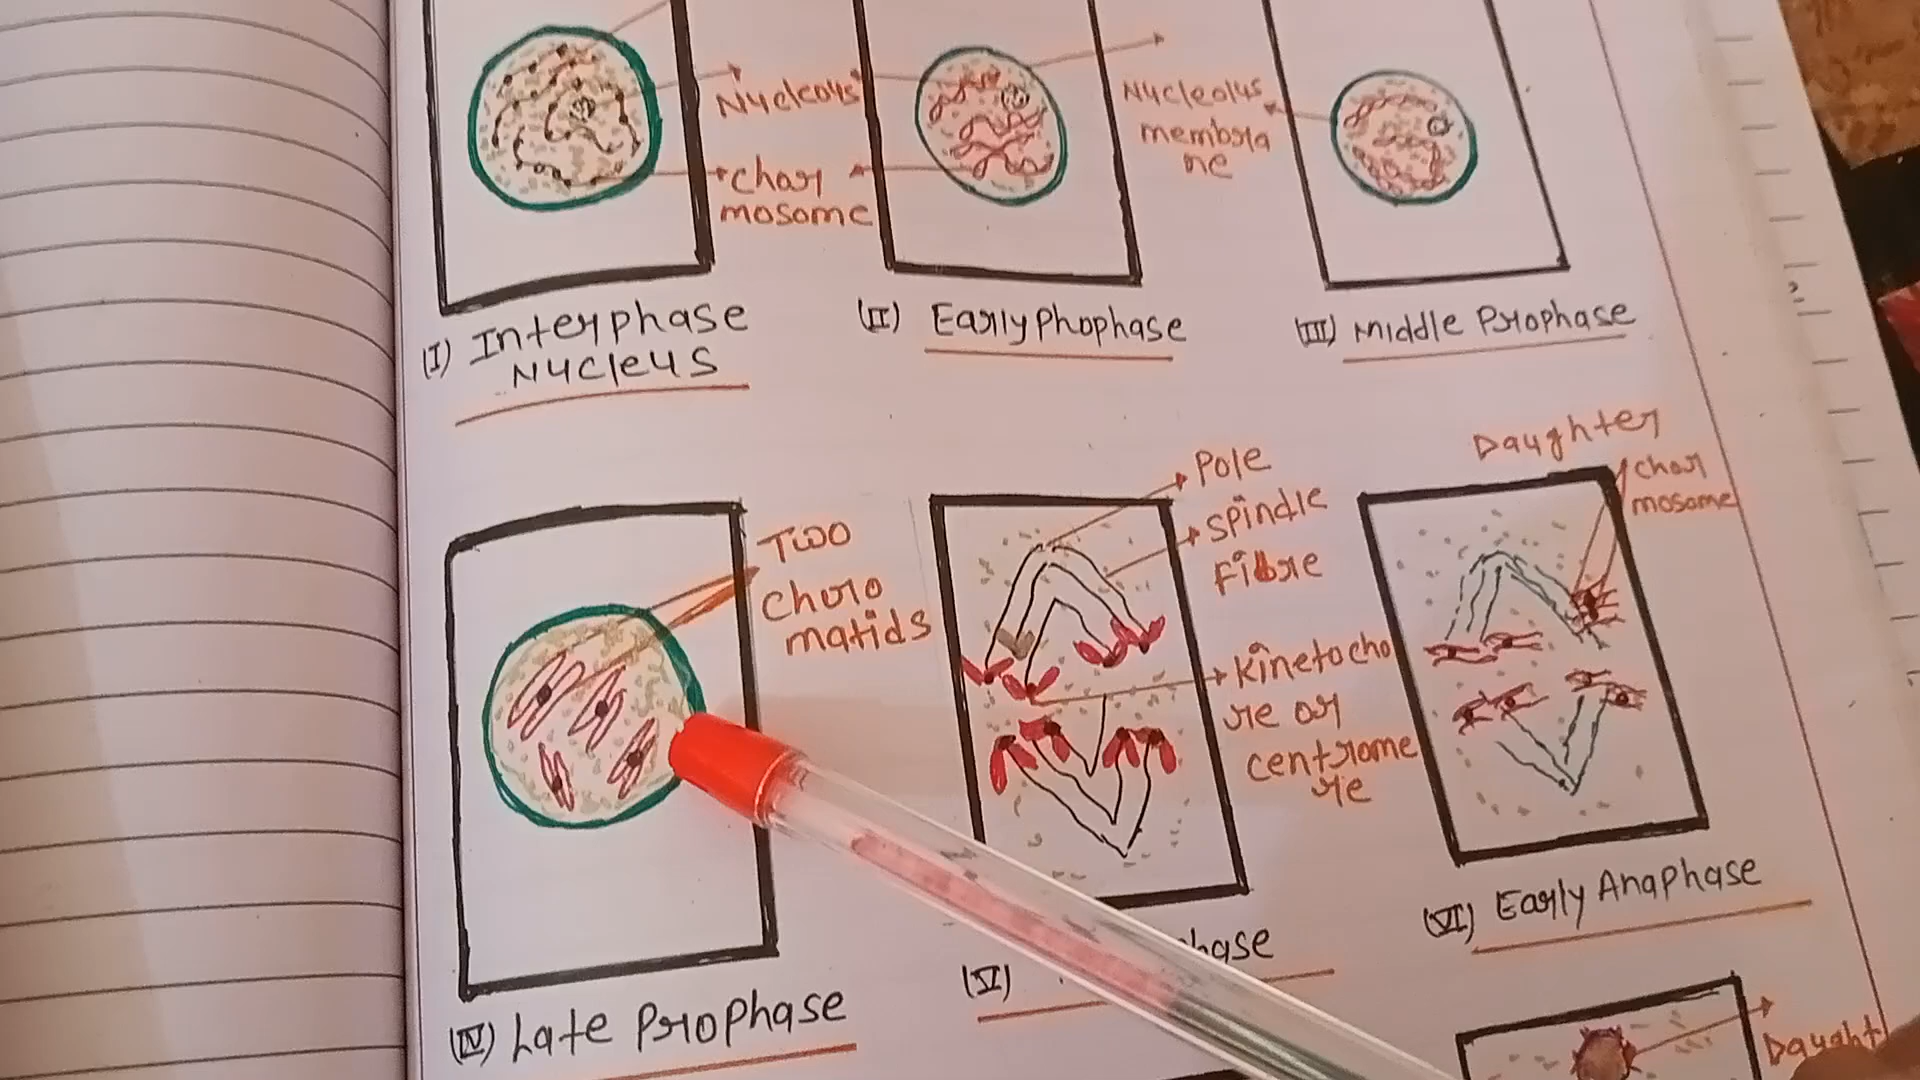 Nucleous
char
mosome
Nucleolus
membra
ne
(I) Interphase
Nucleus
(II) Early Phophase
(III) Middle Prophase
Two
Choro
matids
Pole
spindle
Fibre
Kinetocho
re or
centrome
re
Daughter
char
mosome
(IV) Late Prophase
(V)
hase
(VI) Early Anaphase
Daught